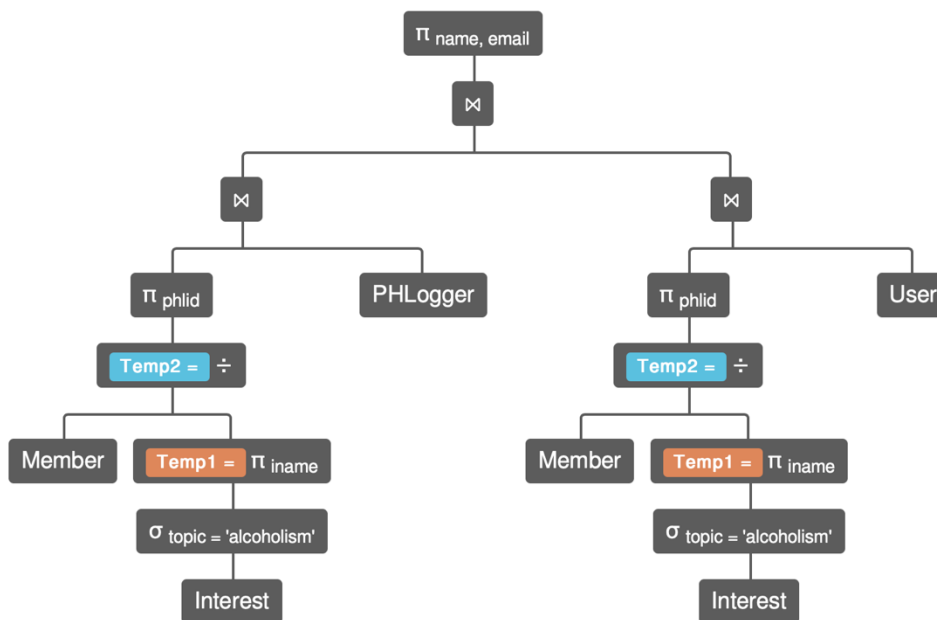 π name, email
⋈
⋈ ⋈
π phlid PHLogger π phlid User
Temp2 = ÷ Temp2 = ÷
Member Temp1 = π iname Member Temp1 = π iname
σ topic = 'alcoholism' σ topic = 'alcoholism'
Interest Interest